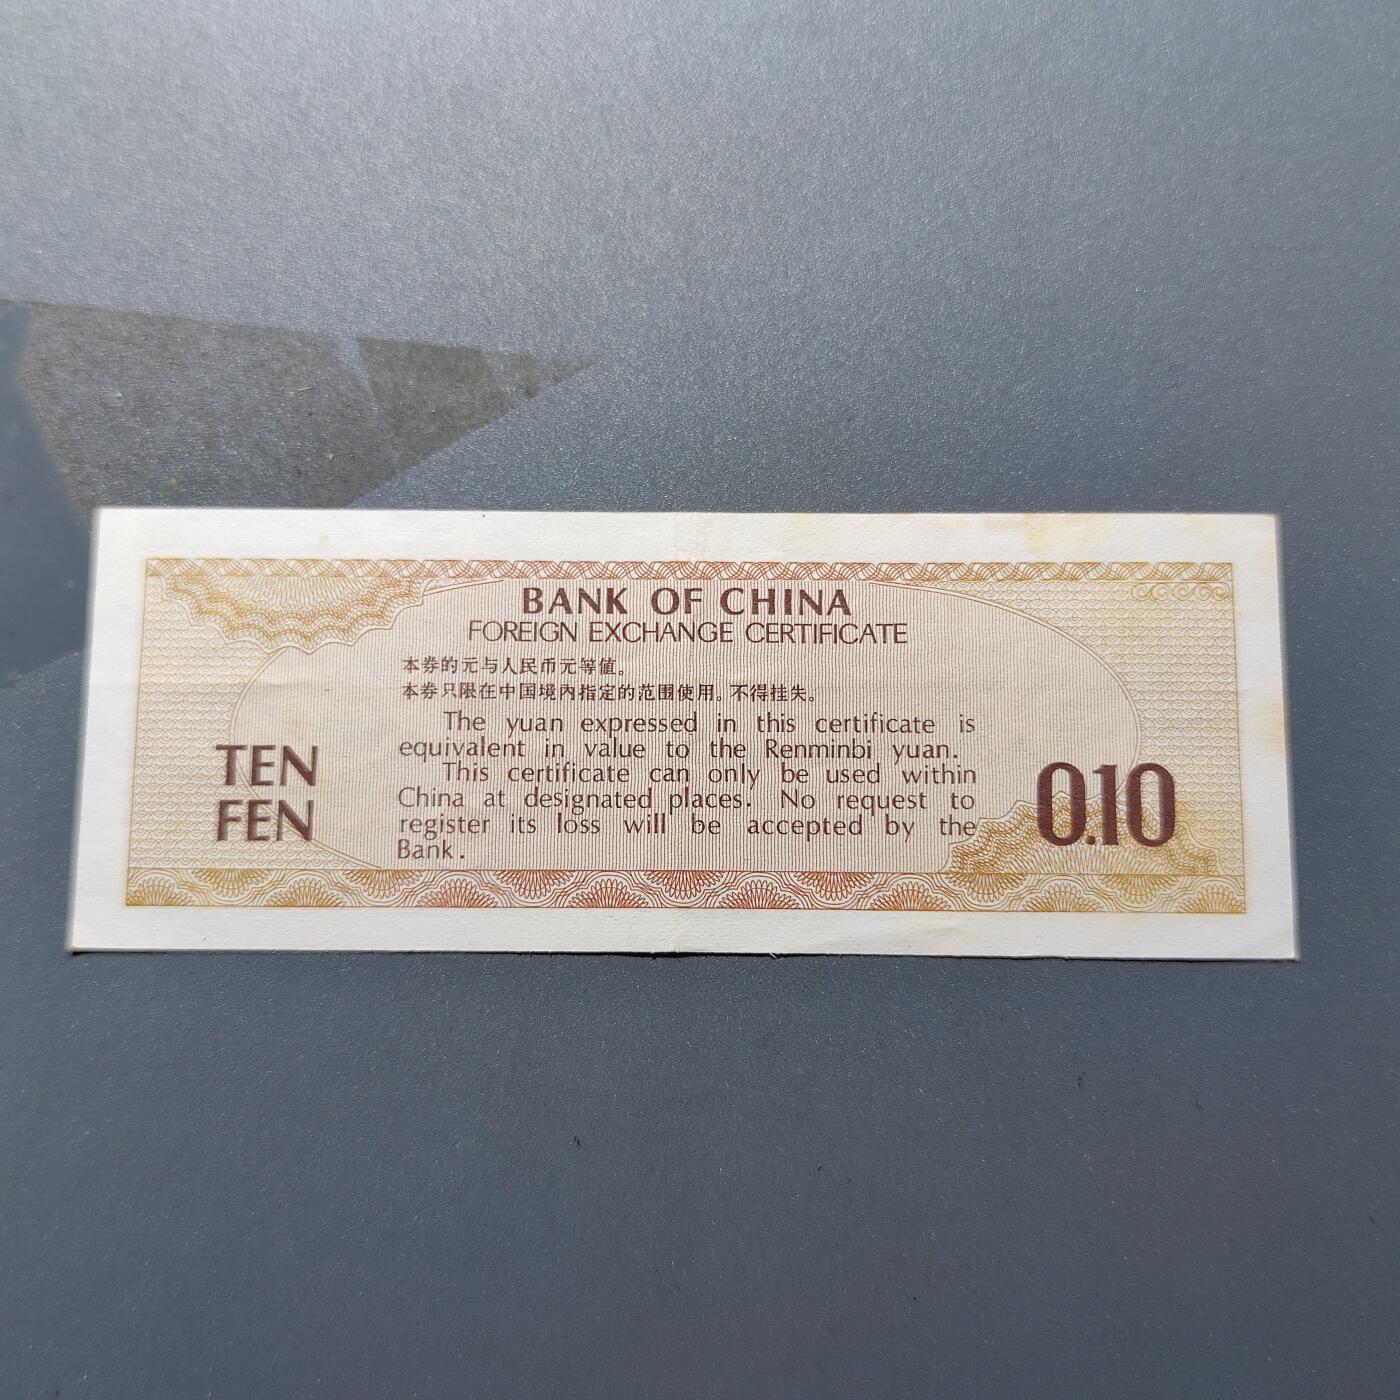 BANK OF CHINA
FOREIGN EXCHANGE CERTIFICATE
本券的元与人民币元等值。
本券只限在中国境内指定的范围使用。不得挂失。
The yuan expressed in this certificate is
equivalent in value to the Renminbi yuan.
This certificate can only be used within
China at designated places. No request to
register its loss will be accepted by the
Bank.
TEN
FEN
0.10